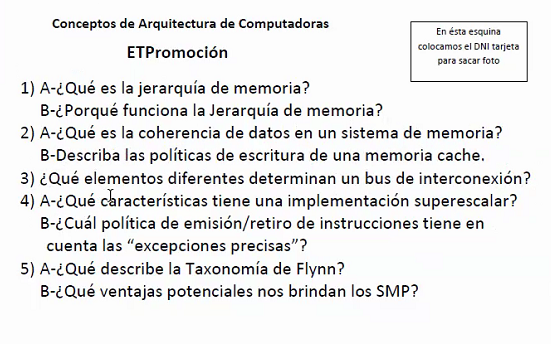 Conceptos de Arquitectura de Computadoras
ETPromoción
En ésta esquina
colocamos el DNI tarjeta
para sacar foto
1) A-¿Qué es la jerarquía de memoria?
B-¿Porqué funciona la Jerarquía de memoria?
2) A-¿Qué es la coherencia de datos en un sistema de memoria?
B-Describa las políticas de escritura de una memoria cache.
3) ¿Qué elementos diferentes determinan un bus de interconexión?
4) A-¿Qué características tiene una implementación superescalar?
B-¿Cuál política de emisión/retiro de instrucciones tiene en
cuenta las “excepciones precisas”?
5) A-¿Qué describe la Taxonomía de Flynn?
B-¿Qué ventajas potenciales nos brindan los SMP?